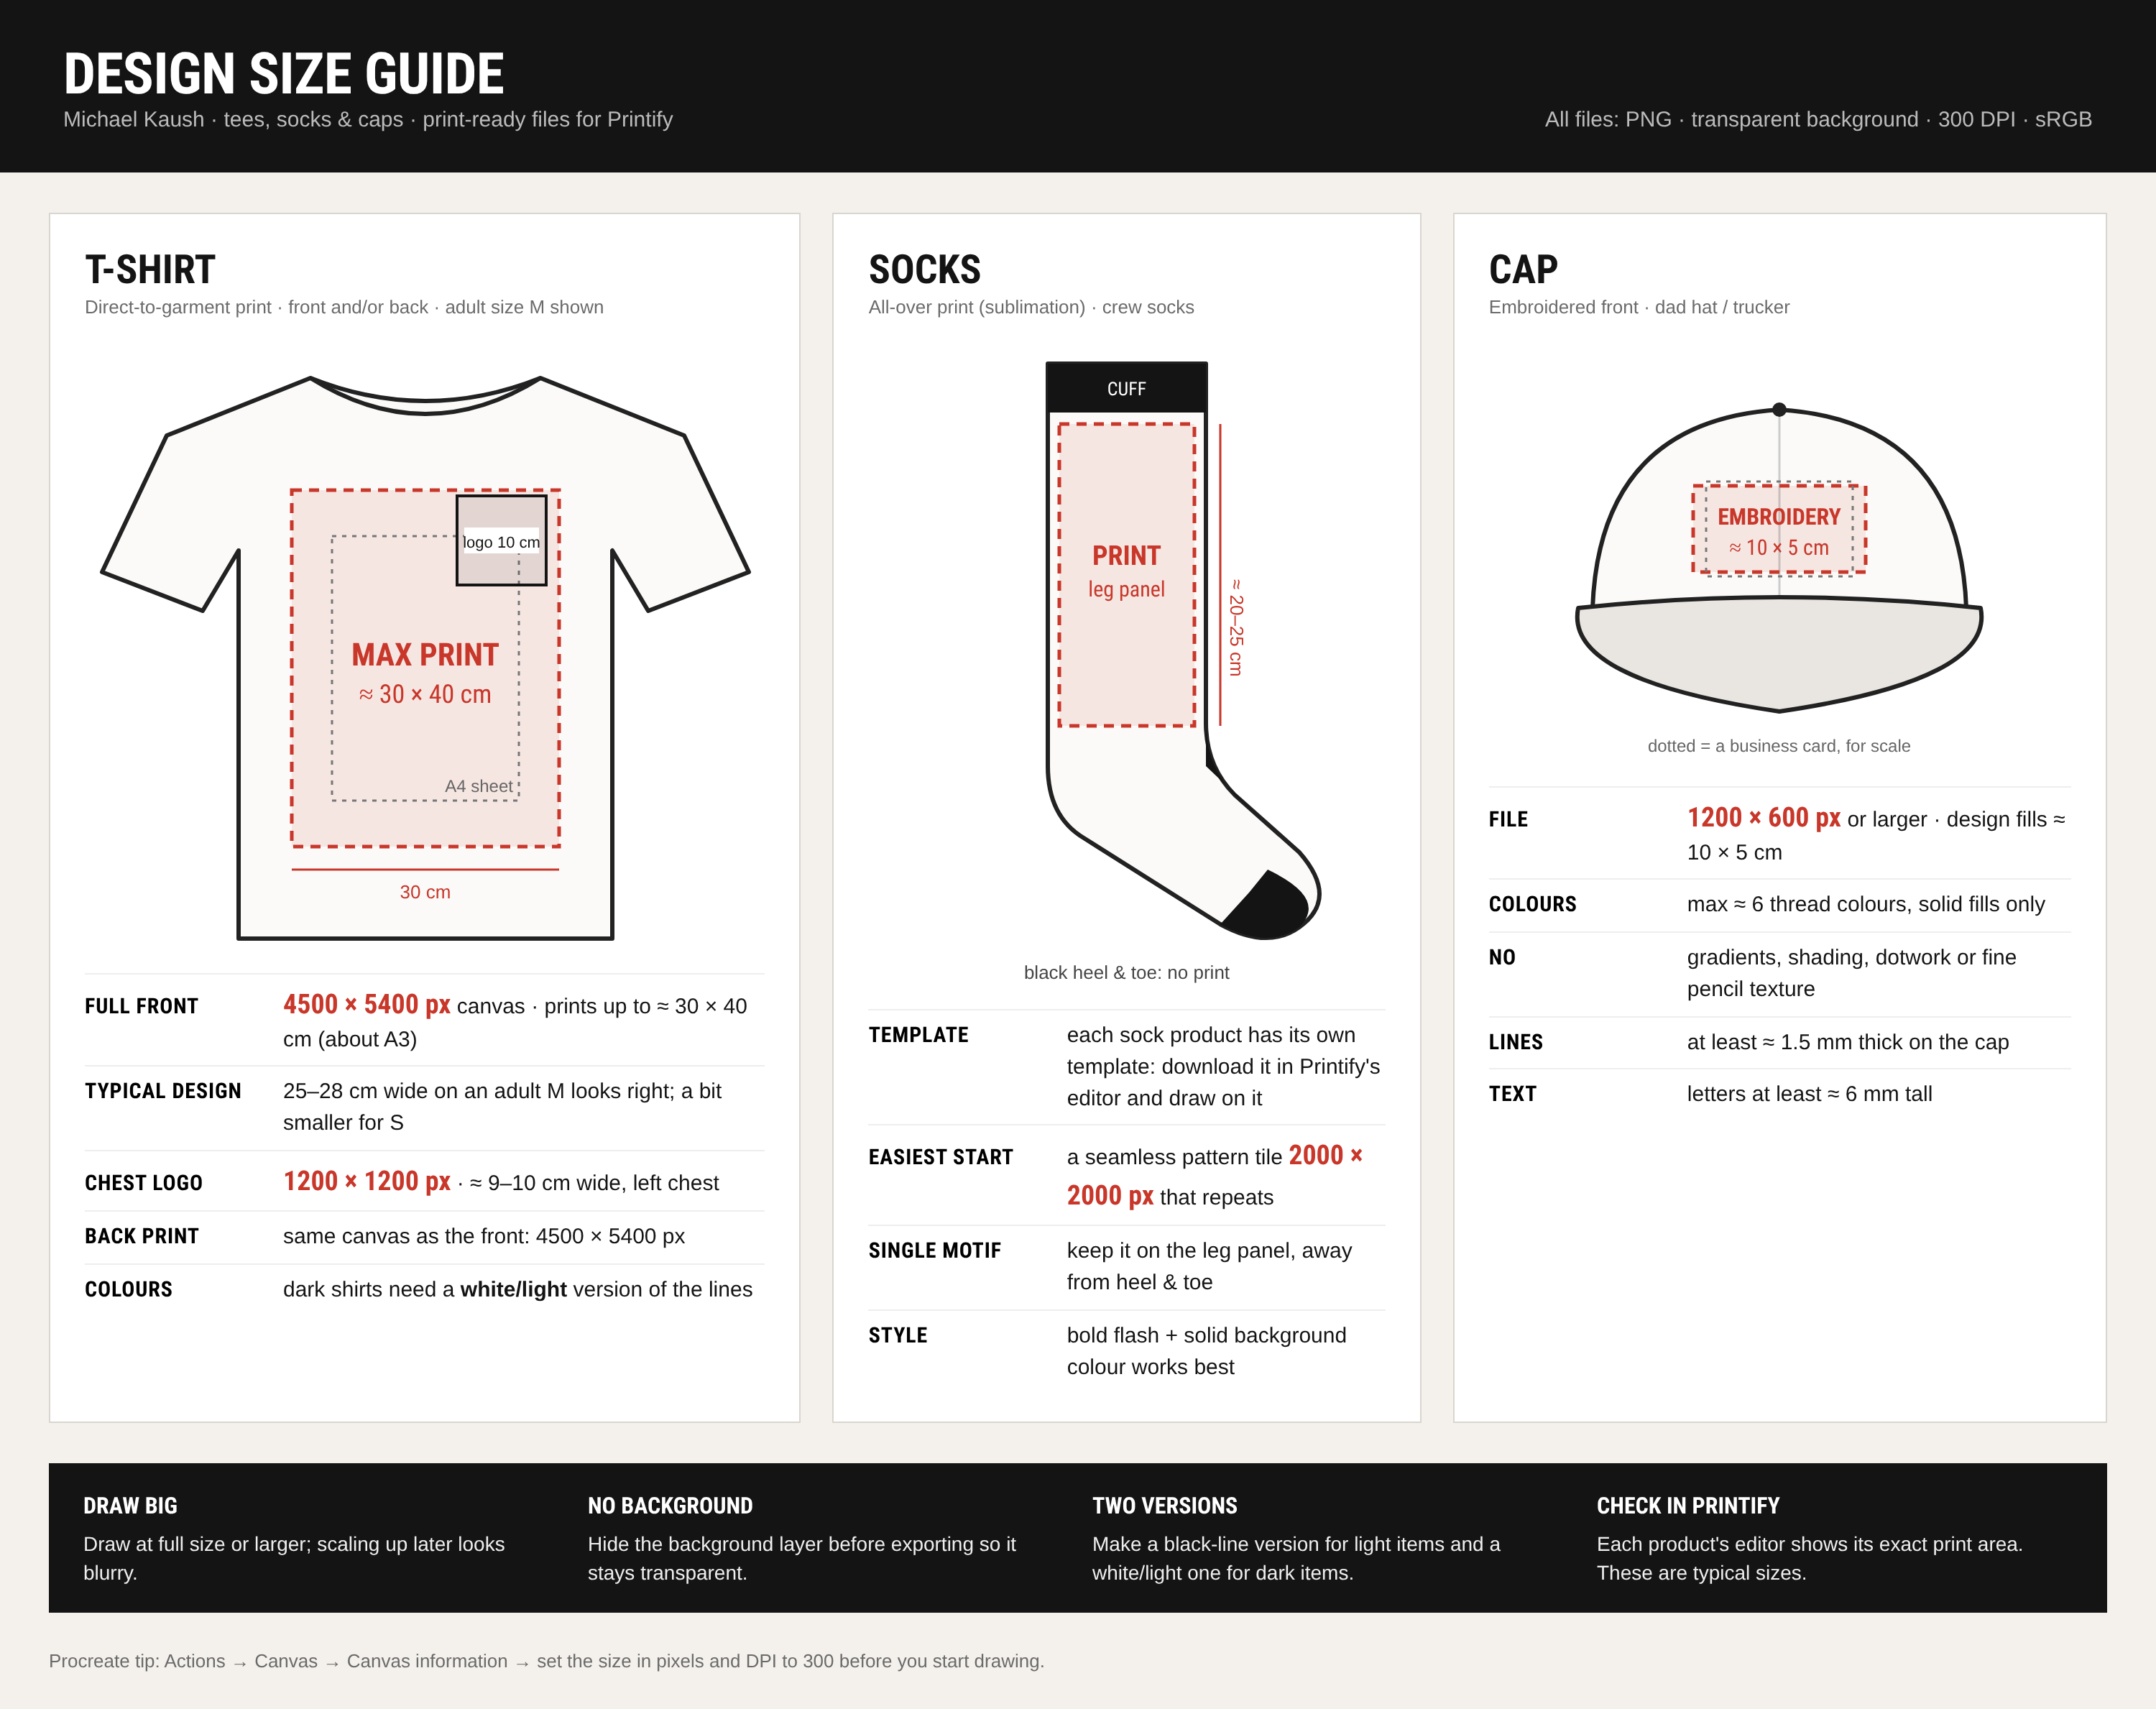 DESIGN SIZE GUIDE
Michael Kaush · tees, socks & caps · print-ready files for Printify
All files: PNG · transparent background · 300 DPI · sRGB
T-SHIRT
Direct-to-garment print · front and/or back · adult size M shown
logo 10 cm
MAX PRINT
≈ 30 × 40 cm
A4 sheet
30 cm
FULL FRONT
4500 × 5400 px canvas · prints up to ≈ 30 × 40
cm (about A3)
TYPICAL DESIGN
25–28 cm wide on an adult M looks right; a bit
smaller for S
CHEST LOGO
1200 × 1200 px · ≈ 9–10 cm wide, left chest
BACK PRINT
same canvas as the front: 4500 × 5400 px
COLOURS
dark shirts need a white/light version of the lines
SOCKS
All-over print (sublimation) · crew socks
CUFF
PRINT
leg panel
≈ 20–25 cm
black heel & toe: no print
TEMPLATE
each sock product has its own
template: download it in Printify's
editor and draw on it
EASIEST START
a seamless pattern tile 2000 ×
2000 px that repeats
SINGLE MOTIF
keep it on the leg panel, away
from heel & toe
STYLE
bold flash + solid background
colour works best
CAP
Embroidered front · dad hat / trucker
EMBROIDERY
≈ 10 × 5 cm
dotted = a business card, for scale
FILE
1200 × 600 px or larger · design fills ≈
10 × 5 cm
COLOURS
max ≈ 6 thread colours, solid fills only
NO
gradients, shading, dotwork or fine
pencil texture
LINES
at least ≈ 1.5 mm thick on the cap
TEXT
letters at least ≈ 6 mm tall
DRAW BIG
Draw at full size or larger; scaling up later looks
blurry.
NO BACKGROUND
Hide the background layer before exporting so it
stays transparent.
TWO VERSIONS
Make a black-line version for light items and a
white/light one for dark items.
CHECK IN PRINTIFY
Each product's editor shows its exact print area.
These are typical sizes.
Procreate tip: Actions → Canvas → Canvas information → set the size in pixels and DPI to 300 before you start drawing.